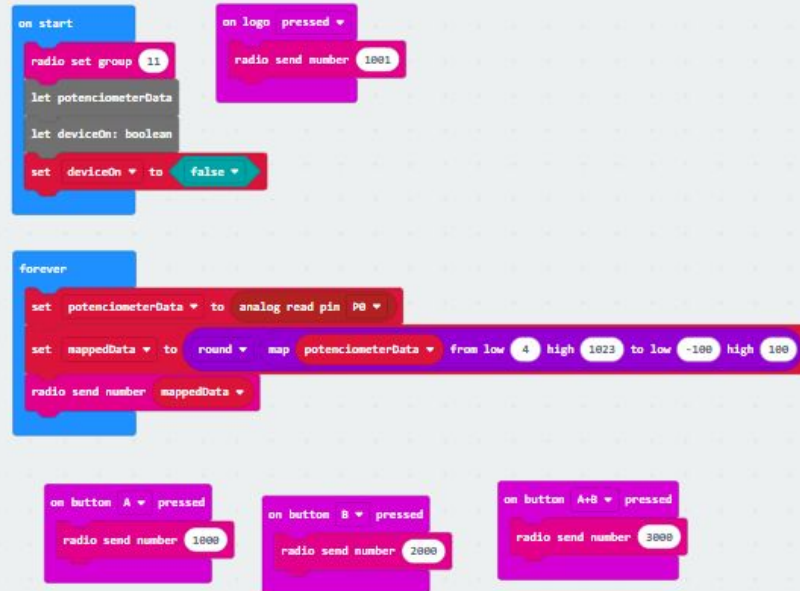 on start
radio set group 11
let potenciometerData
let deviceOn: boolean
set deviceOn to false
on logo pressed
radio send number 1001
forever
set potenciometerData to analog read pin P0
set mappedData to round map potenciometerData from low 4 high 1023 to low -100 high 100
radio send number mappedData
on button A pressed
radio send number 1000
on button B pressed
radio send number 2000
on button A+B pressed
radio send number 3000